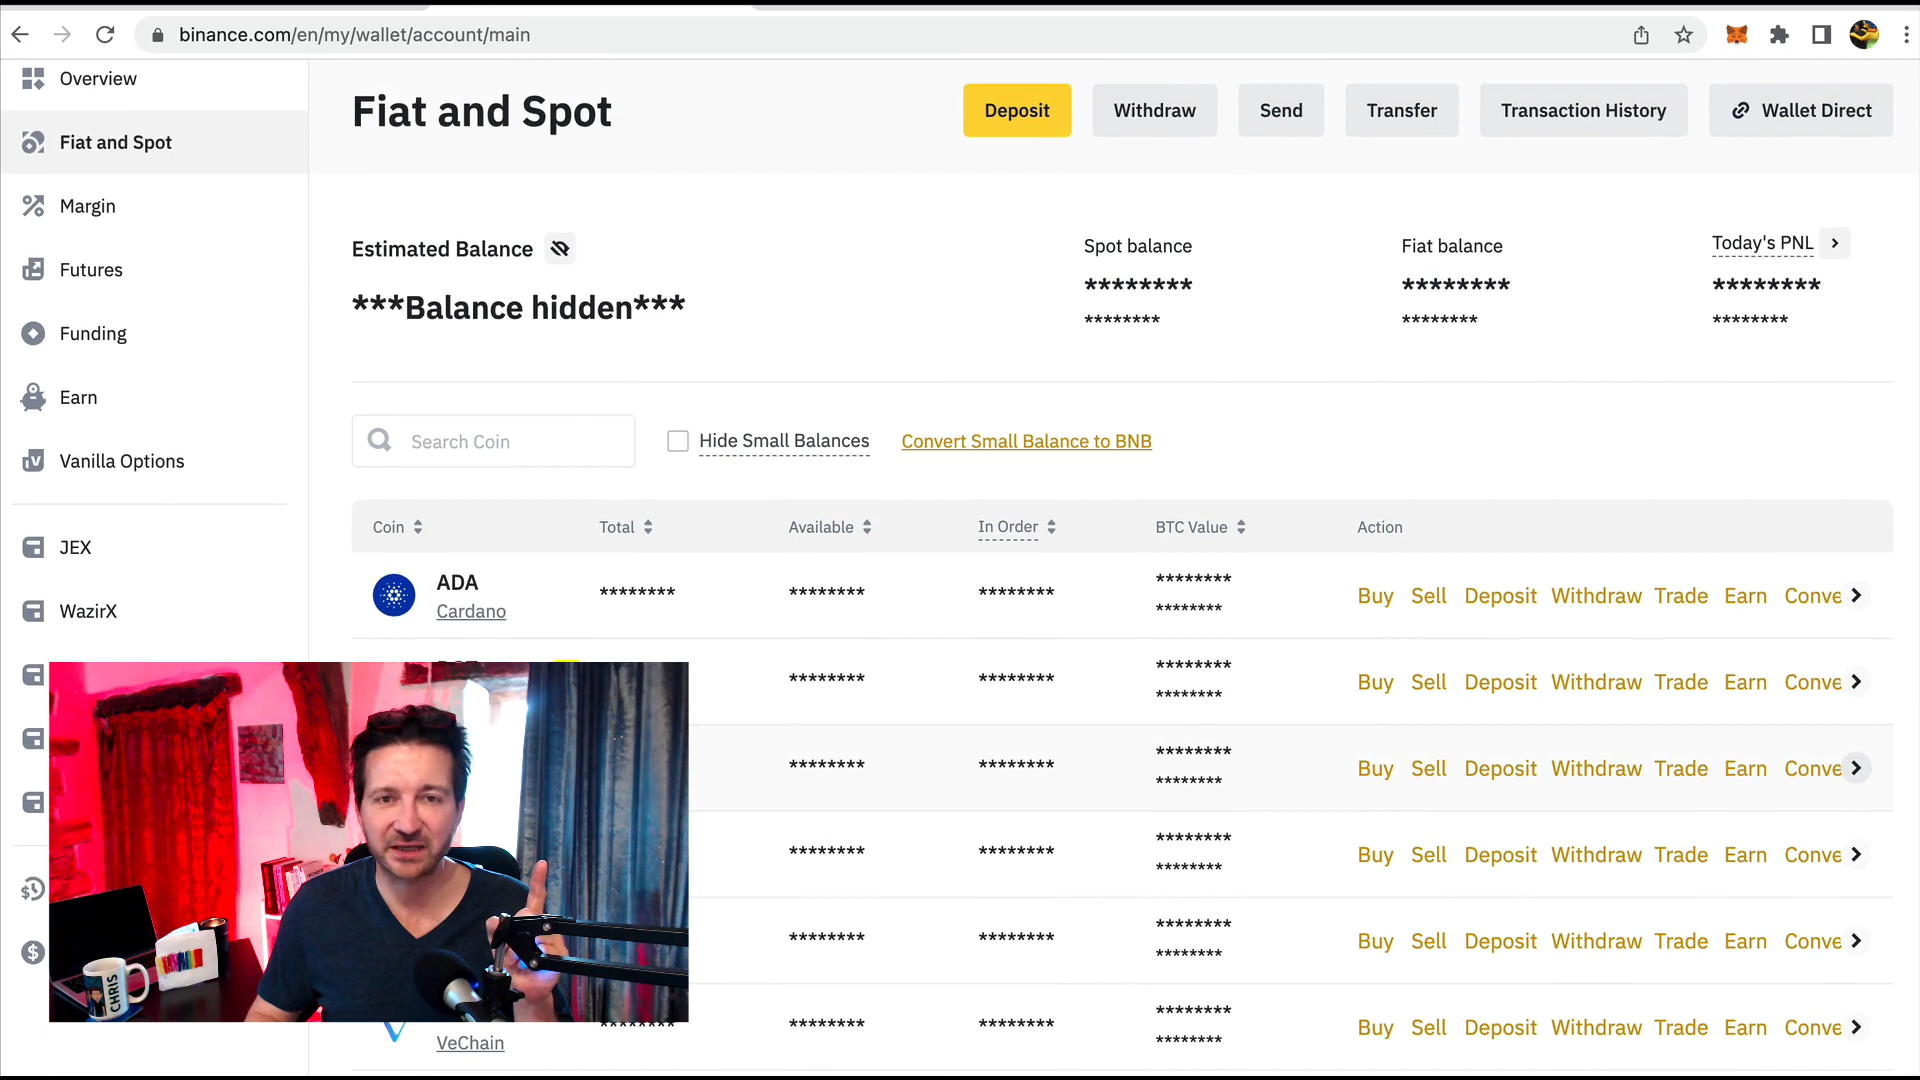 binance.com/en/my/wallet/account/main
Overview
Fiat and Spot
Margin
Futures
Funding
Earn
Vanilla Options
JEX
WazirX
Fiat and Spot
Deposit
Withdraw
Send
Transfer
Transaction History
Wallet Direct
Estimated Balance
***Balance hidden***
Spot balance
********
********
Fiat balance
********
********
Today's PNL
********
********
Search Coin
Hide Small Balances
Convert Small Balance to BNB
Coin Total Available In Order BTC Value Action
ADA
Cardano
******** ******** ******** ********
********
Buy Sell Deposit Withdraw Trade Earn Conve
******** ******** ********
********
Buy Sell Deposit Withdraw Trade Earn Conve
******** ******** ********
********
Buy Sell Deposit Withdraw Trade Earn Conve
******** ******** ********
********
Buy Sell Deposit Withdraw Trade Earn Conve
******** ******** ********
********
Buy Sell Deposit Withdraw Trade Earn Conve
VeChain
******** ******** ******** ********
********
Buy Sell Deposit Withdraw Trade Earn Conve
CHRIS